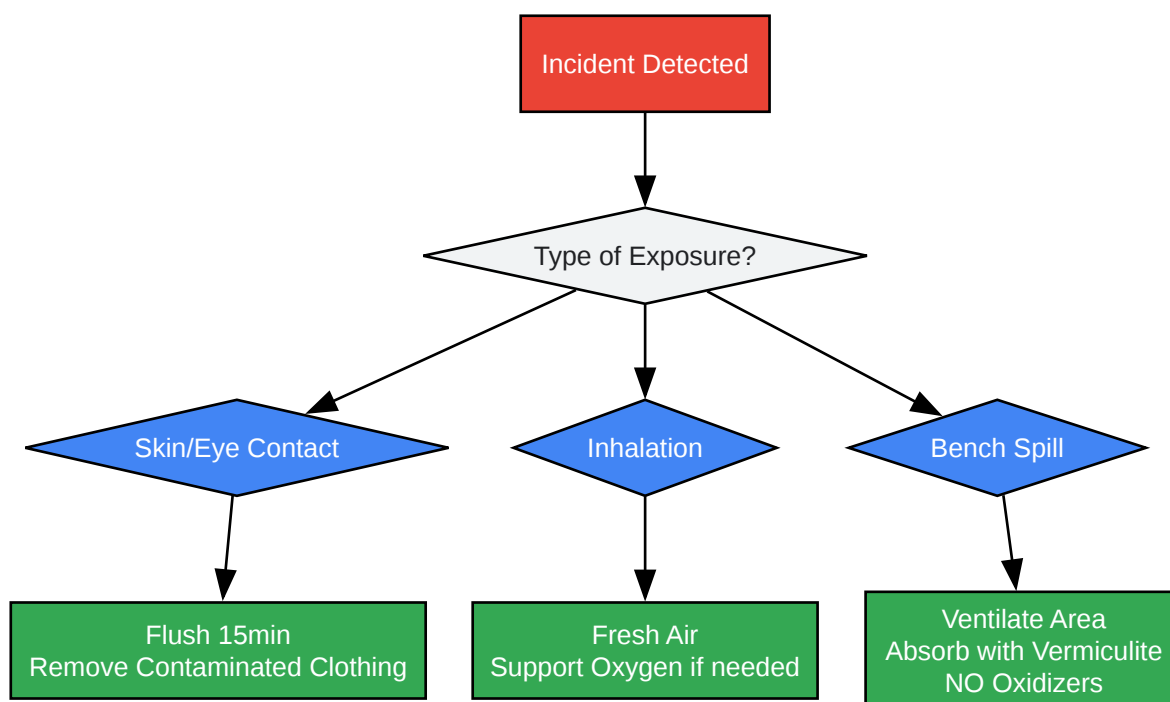 Incident Detected
Type of Exposure?
Skin/Eye Contact
Inhalation
Bench Spill
Flush 15min
Remove Contaminated Clothing
Fresh Air
Support Oxygen if needed
Ventilate Area
Absorb with Vermiculite
NO Oxidizers